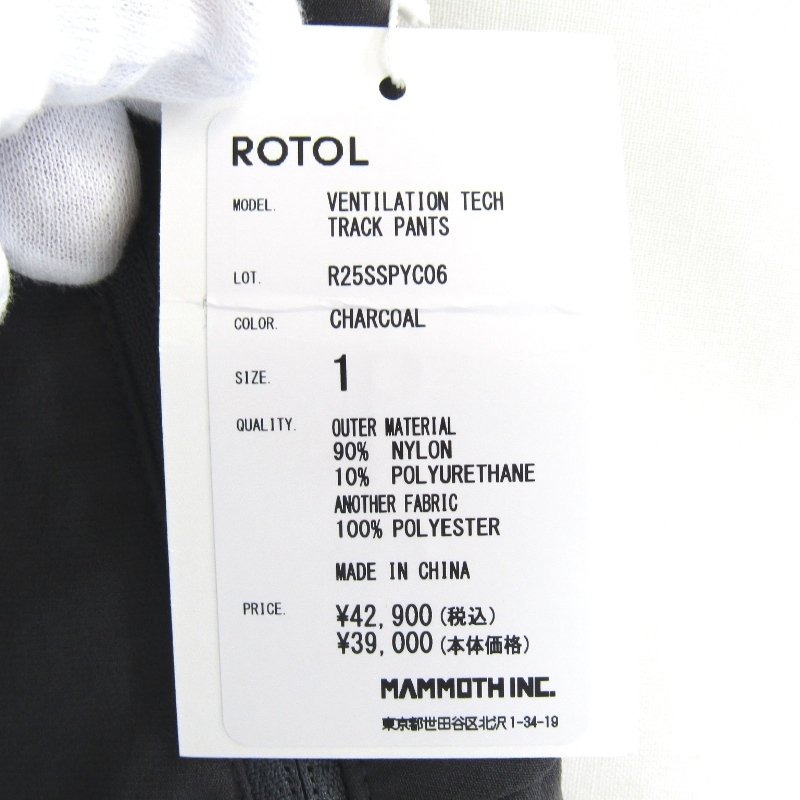 ROTOL
MODEL. VENTILATION TECH
TRACK PANTS
LOT. R25SSPYC06
COLOR. CHARCOAL
SIZE. 1
QUALITY. OUTER MATERIAL
90% NYLON
10% POLYURETHANE
ANOTHER FABRIC
100% POLYESTER
MADE IN CHINA
PRICE. ¥42,900(税込)
¥39,000(本体価格)
MAMMOTH INC.
東京都世田谷区北沢1-34-19